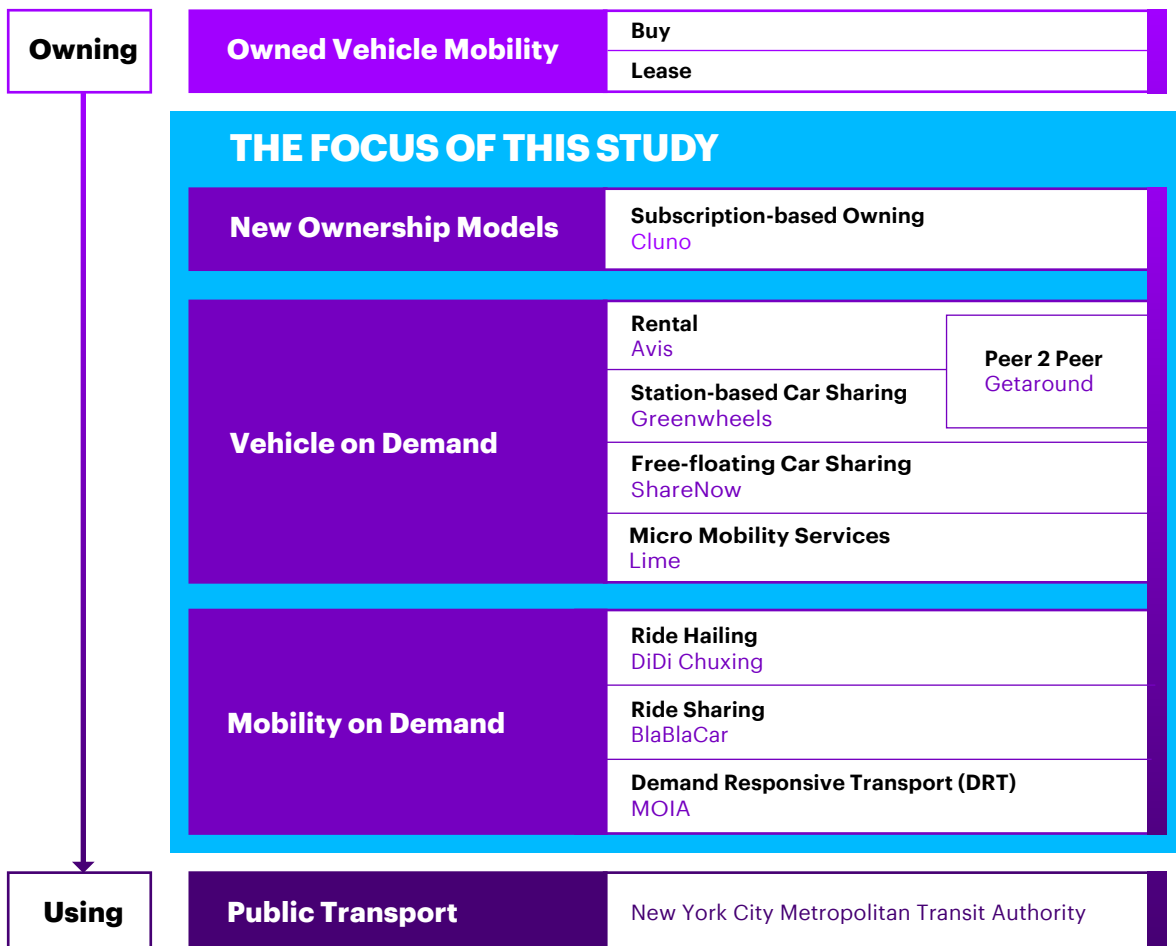 Owning
Owned Vehicle Mobility
Buy
Lease
THE FOCUS OF THIS STUDY
New Ownership Models
Subscription-based Owning
Cluno
Vehicle on Demand
Rental
Avis
Peer 2 Peer
Getaround
Station-based Car Sharing
Greenwheels
Free-floating Car Sharing
ShareNow
Micro Mobility Services
Lime
Mobility on Demand
Ride Hailing
DiDi Chuxing
Ride Sharing
BlaBlaCar
Demand Responsive Transport (DRT)
MOIA
Using
Public Transport
New York City Metropolitan Transit Authority